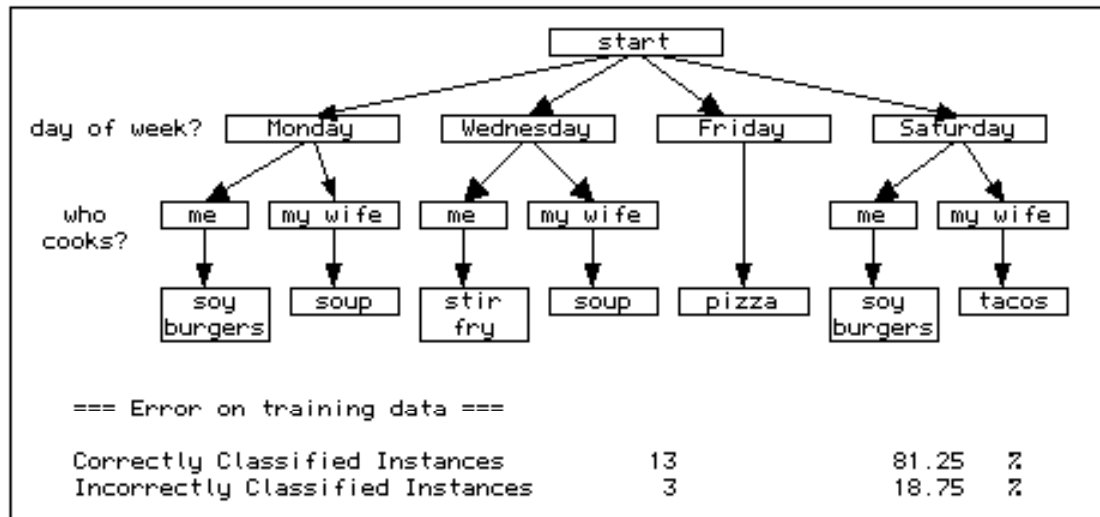 start
day of week? Monday Wednesday Friday Saturday
who cooks? me my wife me my wife me my wife
soy burgers soup stir fry soup pizza soy burgers tacos
=== Error on training data ===
Correctly Classified Instances 13 81.25 %
Incorrectly Classified Instances 3 18.75 %